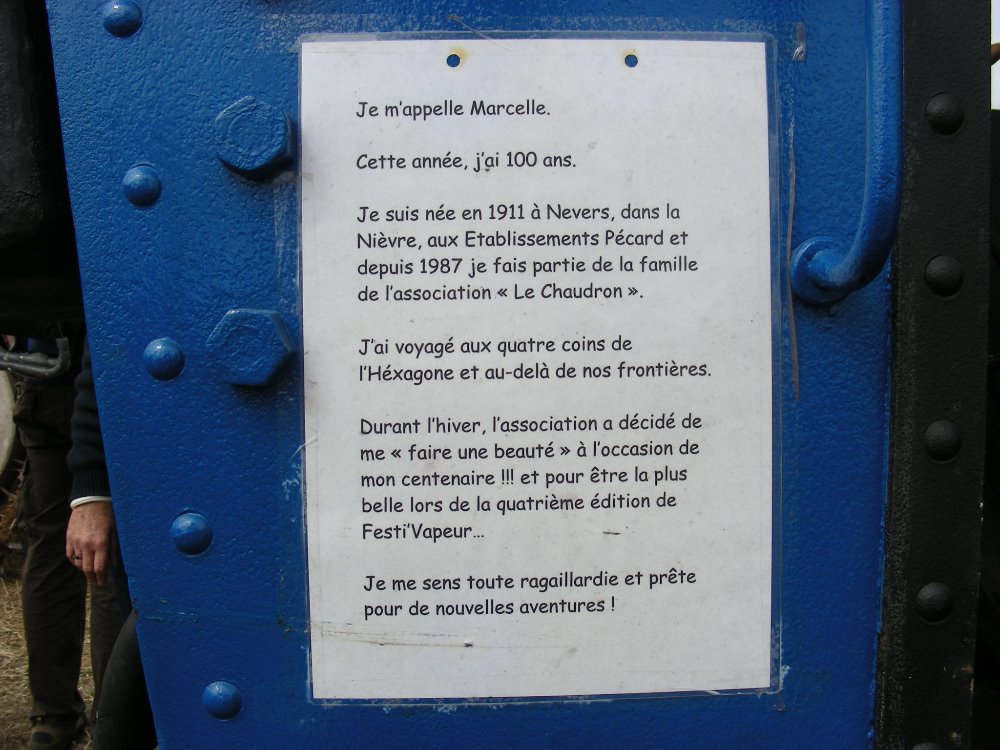 Je m'appelle Marcelle.
Cette année, j'ai 100 ans.
Je suis née en 1911 à Nevers, dans la
Nièvre, aux Etablissements Pécard et
depuis 1987 je fais partie de la famille
de l'association « Le Chaudron ».
J'ai voyagé aux quatre coins de
l'Héxagone et au-delà de nos frontières.
Durant l'hiver, l'association a décidé de
me « faire une beauté » à l'occasion de
mon centenaire !!! et pour être la plus
belle lors de la quatrième édition de
Festi'Vapeur…
Je me sens toute ragaillardie et prête
pour de nouvelles aventures !